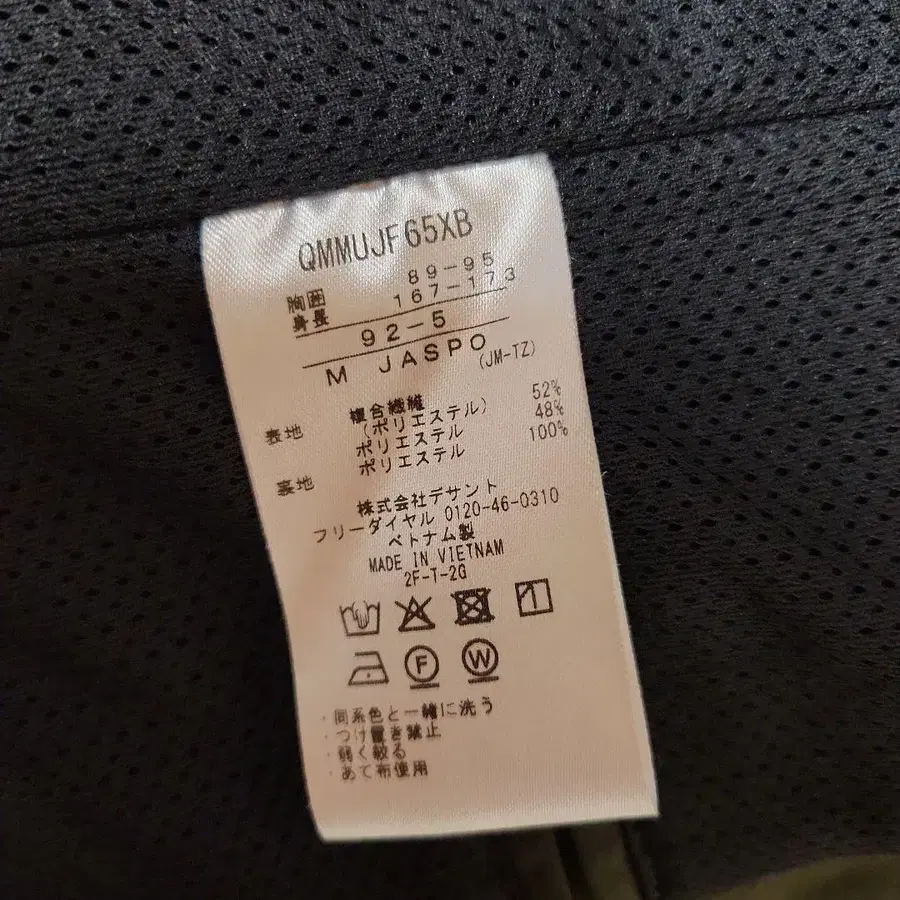 QMMUJF65XB
胸囲 89-95
身長 167-173
92-5
M JASPO (JM-TZ)
表地 複合繊維 52%
(ポリエステル)
ポリエステル 48%
裏地 ポリエステル 100%
株式会社デサント
フリーダイヤル 0120-46-0310
ベトナム製
MADE IN VIETNAM
2F-T-2G
F W
・同系色と一緒に洗う
・つけ置き禁止
・弱く絞る
・あて布使用